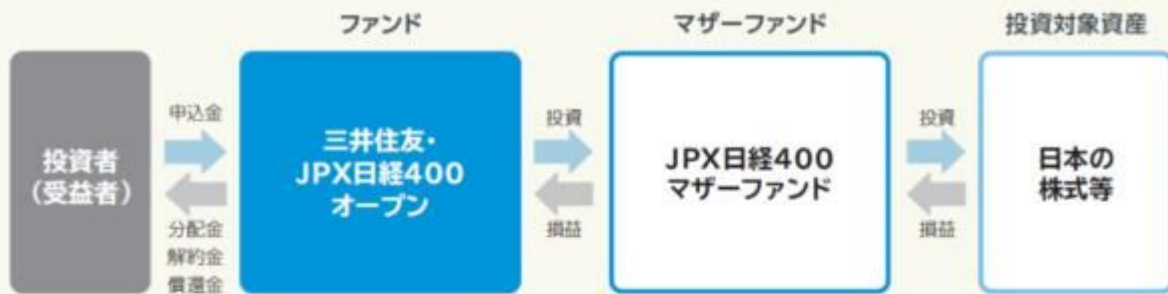 ファンド
マザーファンド
投資対象資産
投資者
(受益者)
申込金
分配金
解約金
償還金
三井住友・
JPX日経400
オープン
投資
損益
JPX日経400
マザーファンド
投資
損益
日本の
株式等